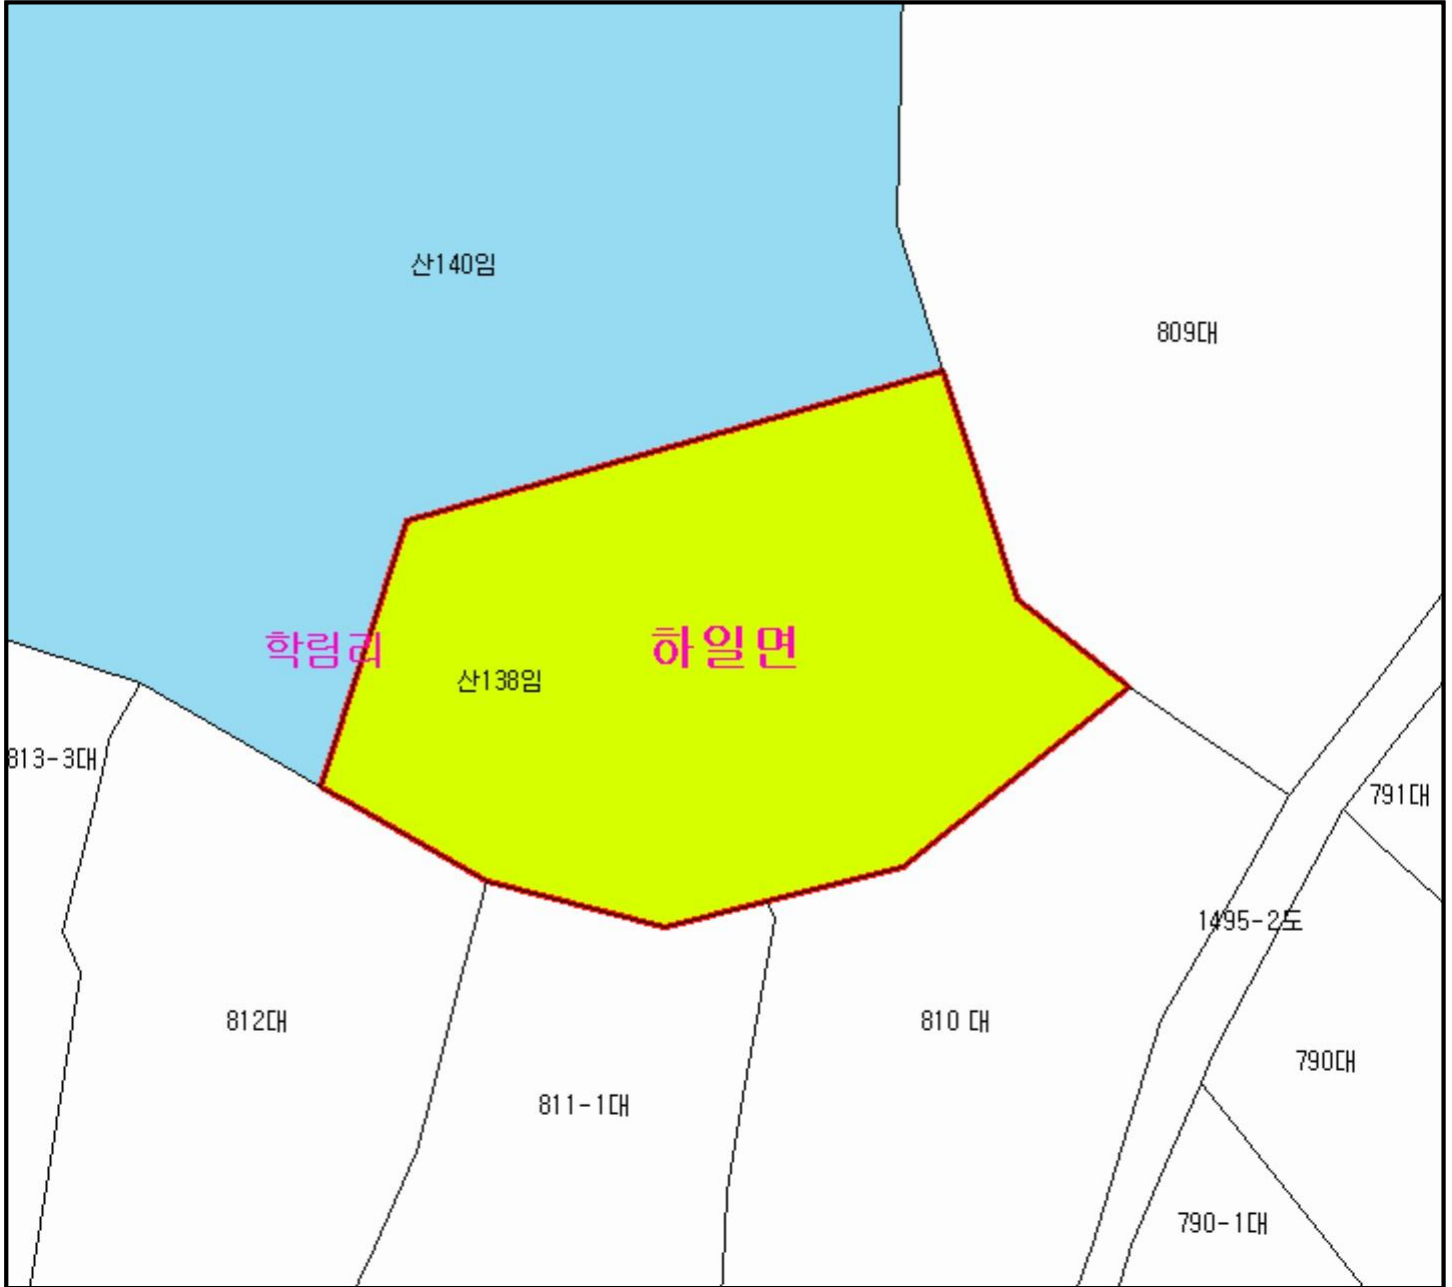 산140임
809대
학림리
하일면
산138임
813-3대
791대
1495-2도
812대
810 대
790대
811-1대
790-1대